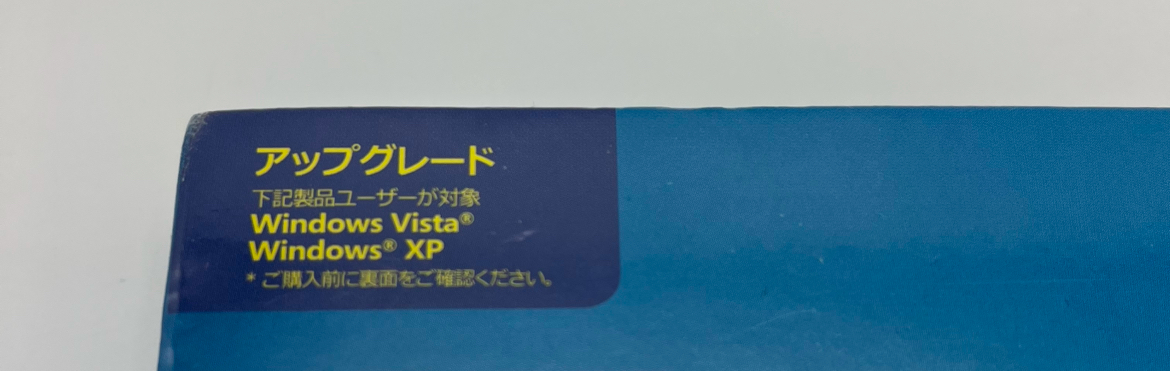 アップグレード
下記製品ユーザーが対象
Windows Vista®
Windows® XP
* ご購入前に裏面をご確認ください。